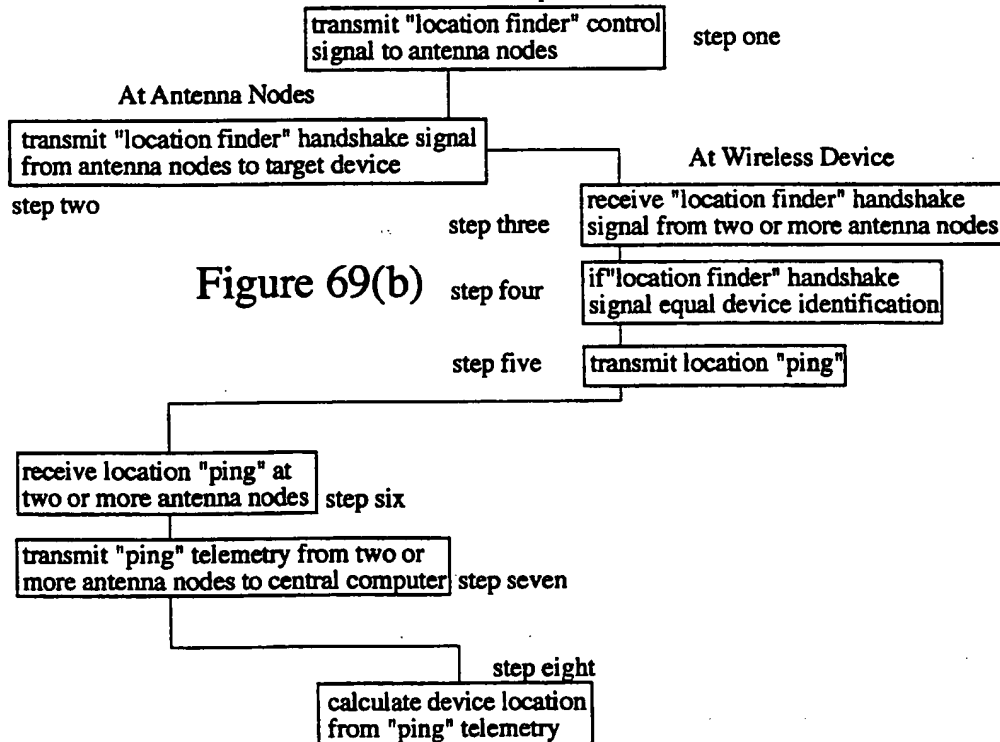 transmit "location finder" control
signal to antenna nodes
step one
At Antenna Nodes
transmit "location finder" handshake signal
from antenna nodes to target device
step two
At Wireless Device
receive "location finder" handshake
signal from two or more antenna nodes
step three
Figure 69(b)
if"location finder" handshake
signal equal device identification
step four
step five
transmit location "ping"
receive location "ping" at
two or more antenna nodes
step six
transmit "ping" telemetry from two or
more antenna nodes to central computer
step seven
step eight
calculate device location
from "ping" telemetry